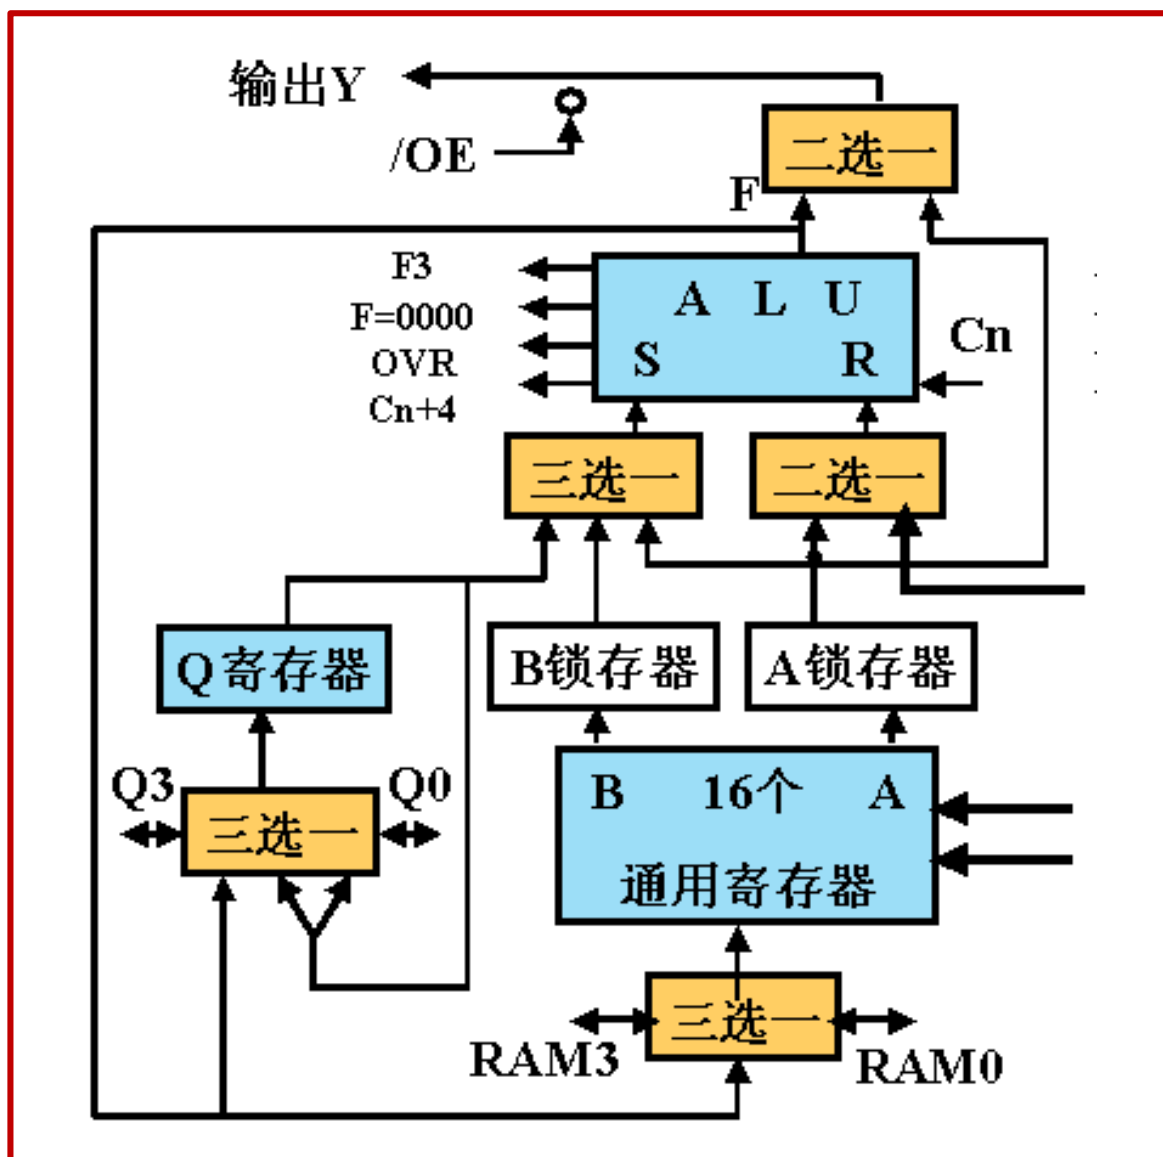 输出Y
/OE
二选一
F
F3
F=0000
OVR
Cn+4
A L U
S R
Cn
三选一
二选一
Q寄存器
B锁存器
A锁存器
Q3
Q0
三选一
B 16个 A
通用寄存器
三选一
RAM3
RAM0